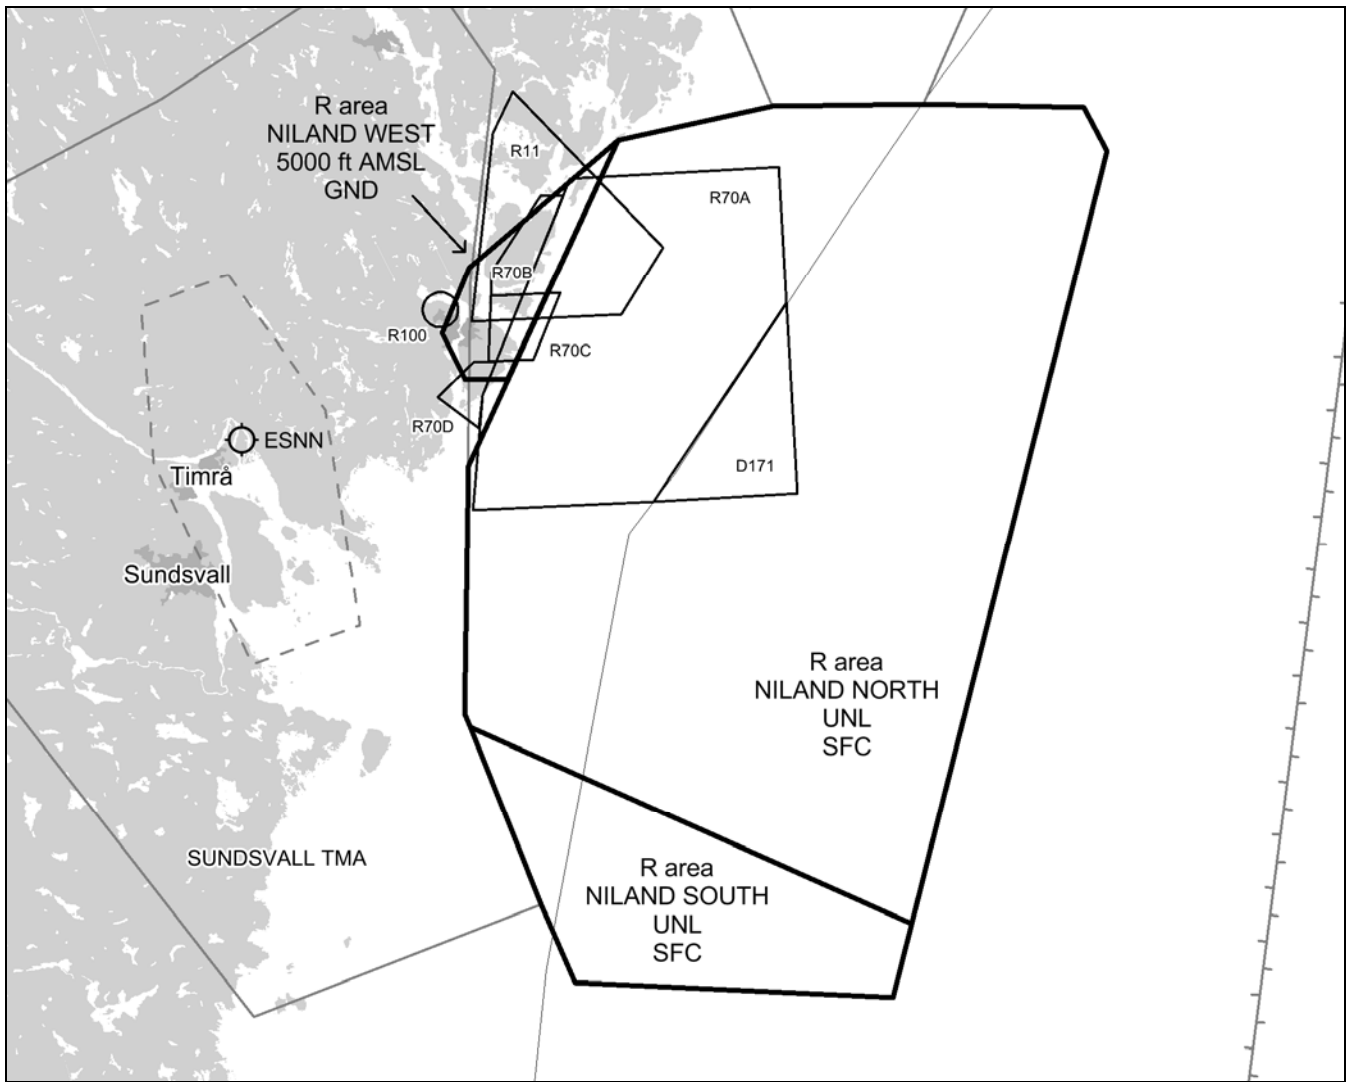 R area
NILAND WEST
5000 ft AMSL
GND
R11
R70A
R70B
R100
R70C
R70D
ESNN
D171
Timrå
Sundsvall
R area
NILAND NORTH
UNL
SFC
SUNDSVALL TMA
R area
NILAND SOUTH
UNL
SFC